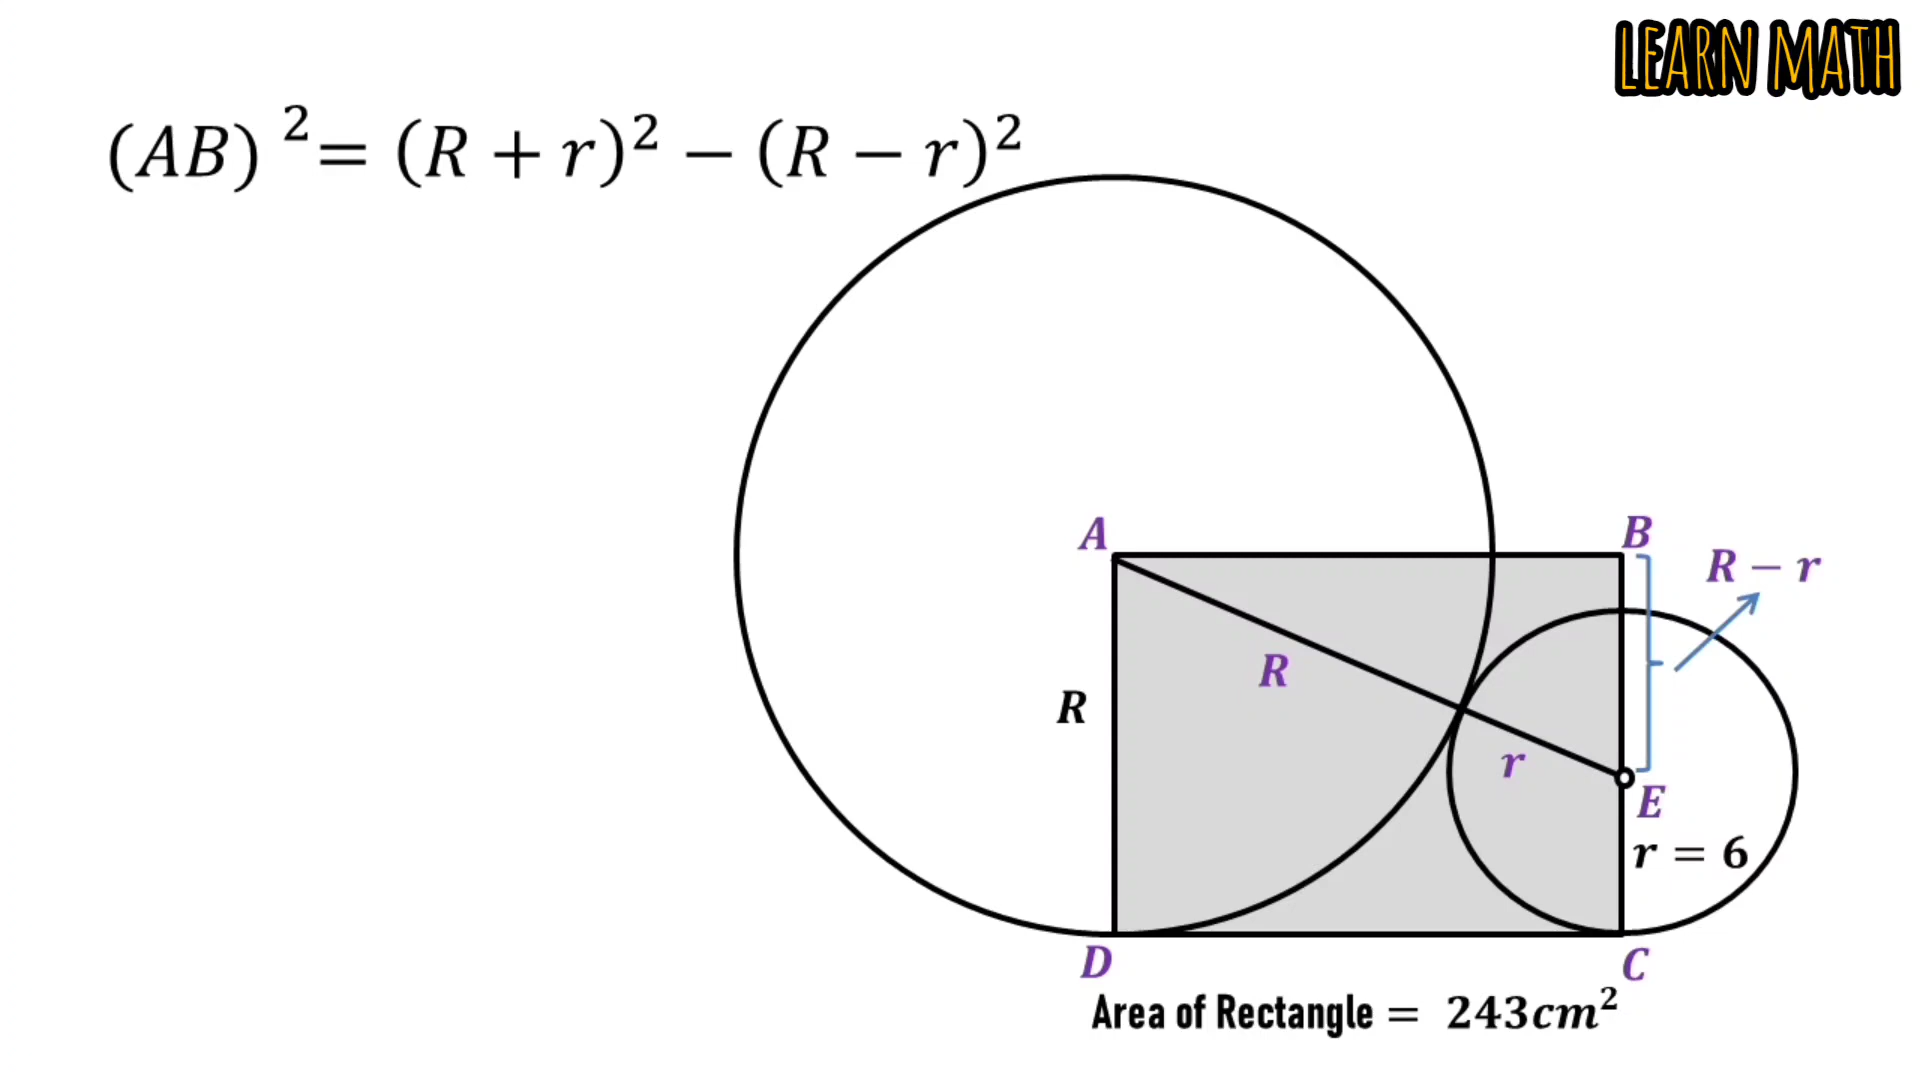 LEARN MATH
(AB)² = (R + r)² − (R − r)²
A
B
R − r
R
R
r
E
r = 6
D
C
Area of Rectangle = 243cm²